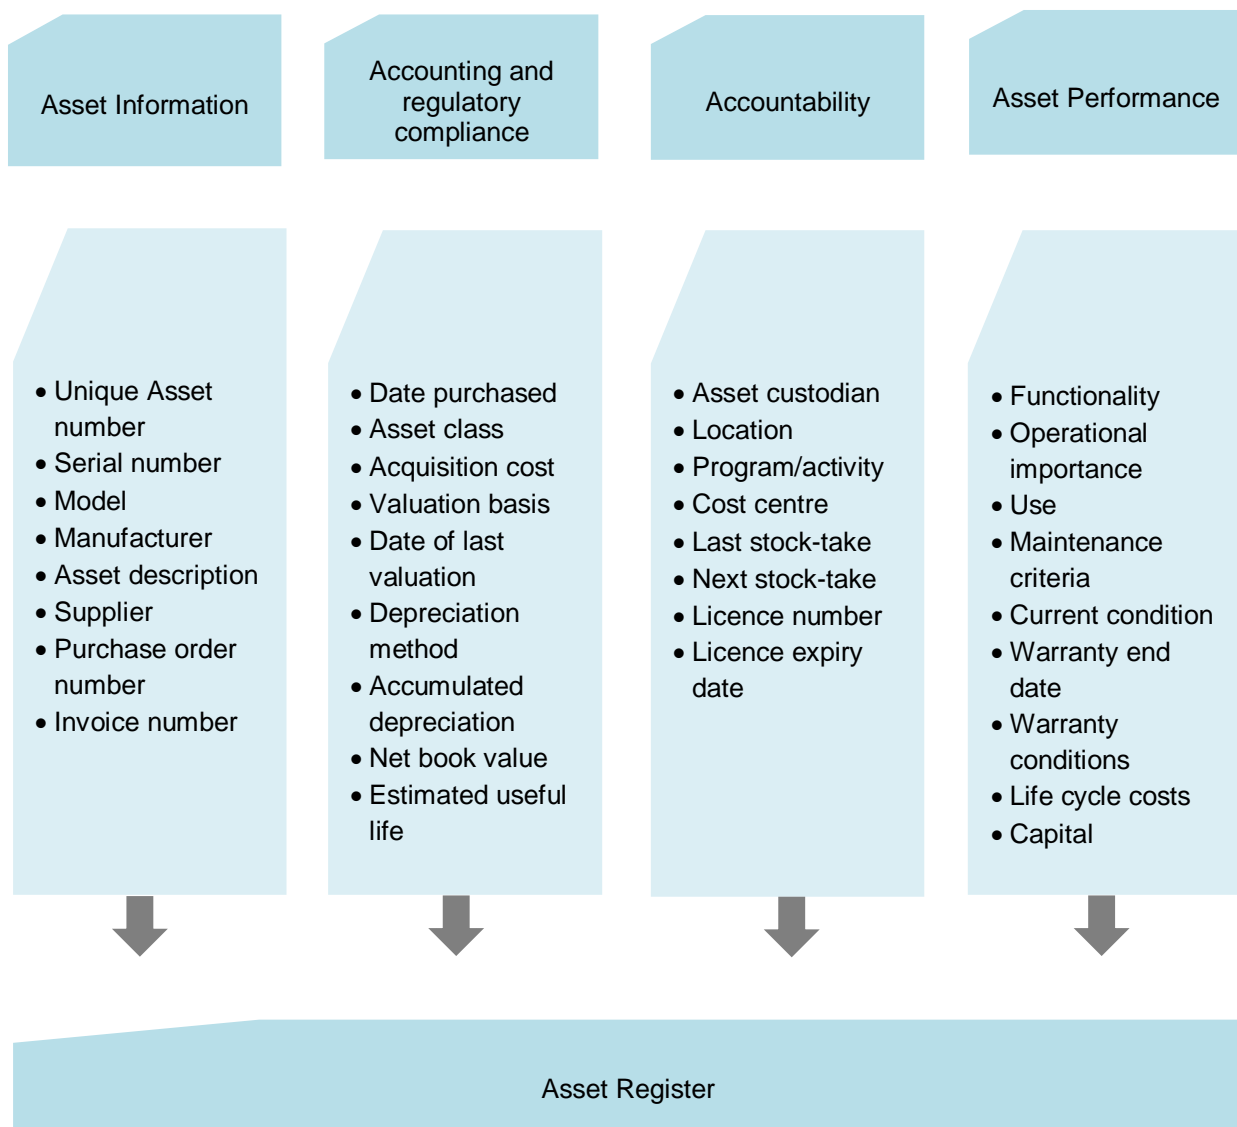 Asset Information
Accounting and
regulatory
compliance
Accountability
Asset Performance
• Unique Asset
number
• Serial number
• Model
• Manufacturer
• Asset description
• Supplier
• Purchase order
number
• Invoice number
• Date purchased
• Asset class
• Acquisition cost
• Valuation basis
• Date of last
valuation
• Depreciation
method
• Accumulated
depreciation
• Net book value
• Estimated useful
life
• Asset custodian
• Location
• Program/activity
• Cost centre
• Last stock-take
• Next stock-take
• Licence number
• Licence expiry
date
• Functionality
• Operational
importance
• Use
• Maintenance
criteria
• Current condition
• Warranty end
date
• Warranty
conditions
• Life cycle costs
• Capital
Asset Register